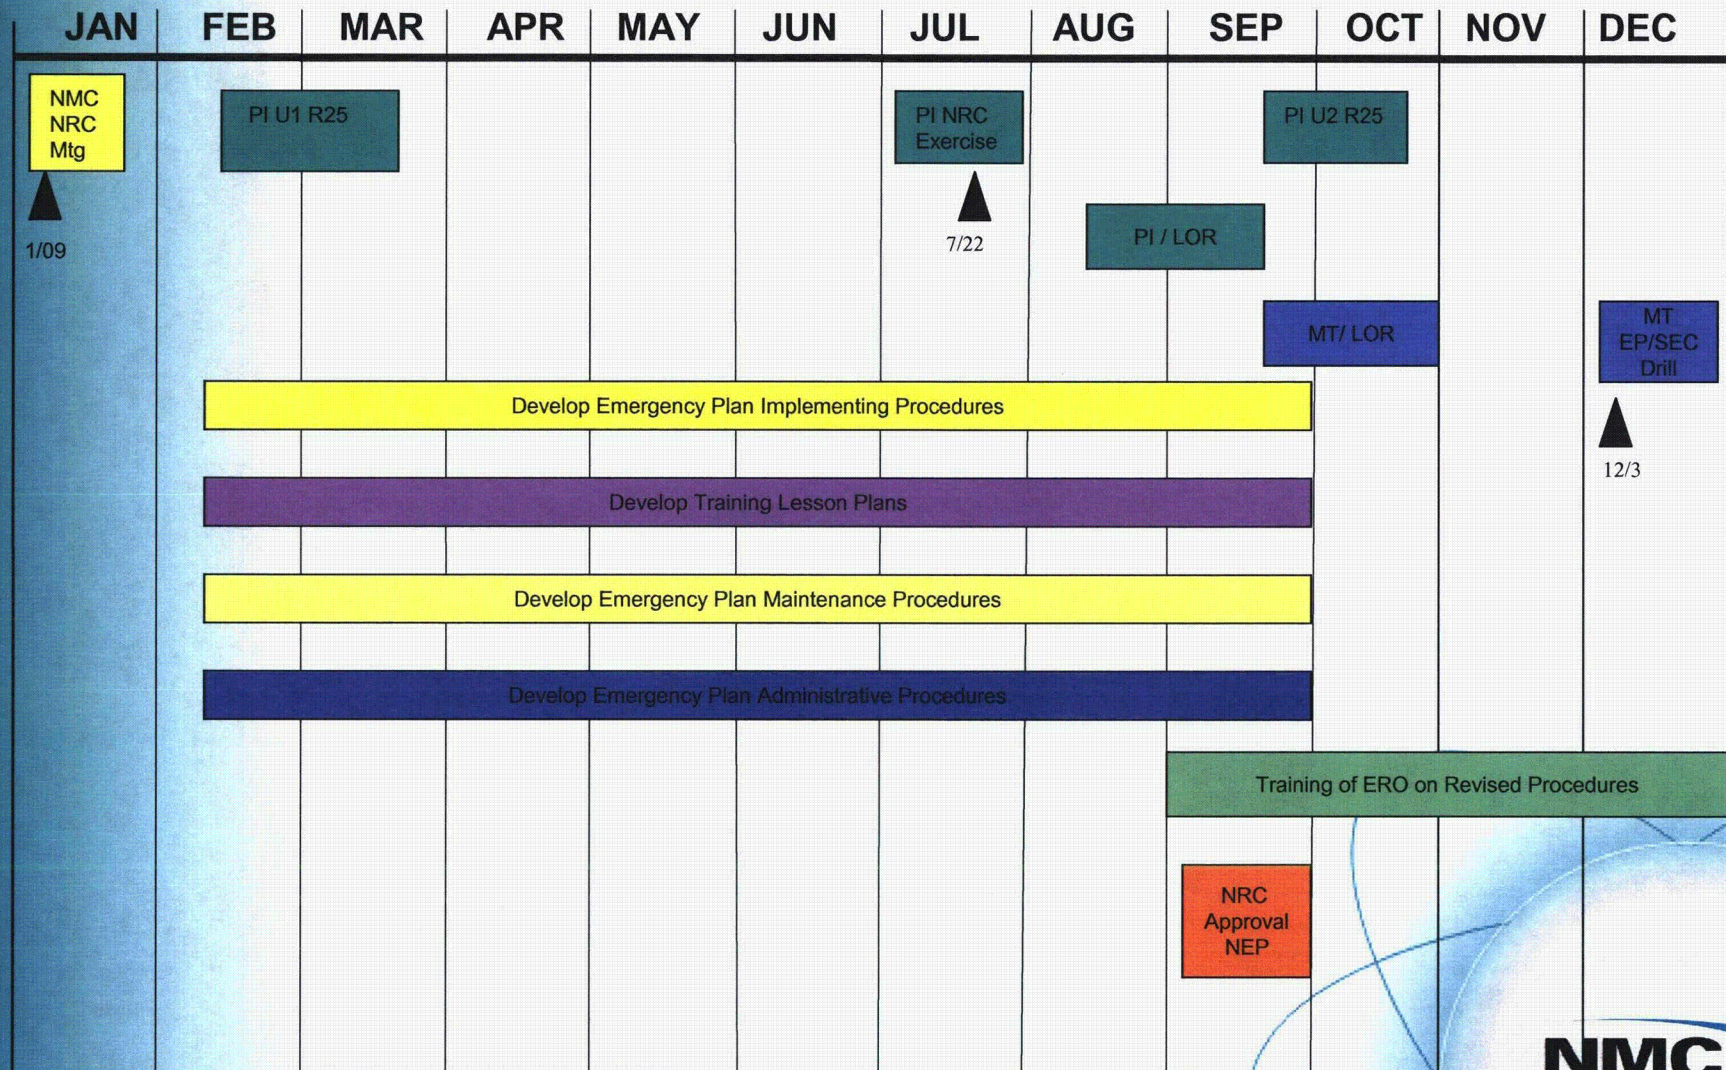 JAN FEB MAR APR MAY JUN JUL AUG SEP OCT NOV DEC
NMC
NRC
Mtg
PI U1 R25
PI NRC
Exercise
PI U2 R25
1/09
7/22
PI / LOR
MT/ LOR
MT
EP/SEC
Drill
12/3
Develop Emergency Plan Implementing Procedures
Develop Training Lesson Plans
Develop Emergency Plan Maintenance Procedures
Develop Emergency Plan Administrative Procedures
Training of ERO on Revised Procedures
NRC
Approval
NEP
NMC